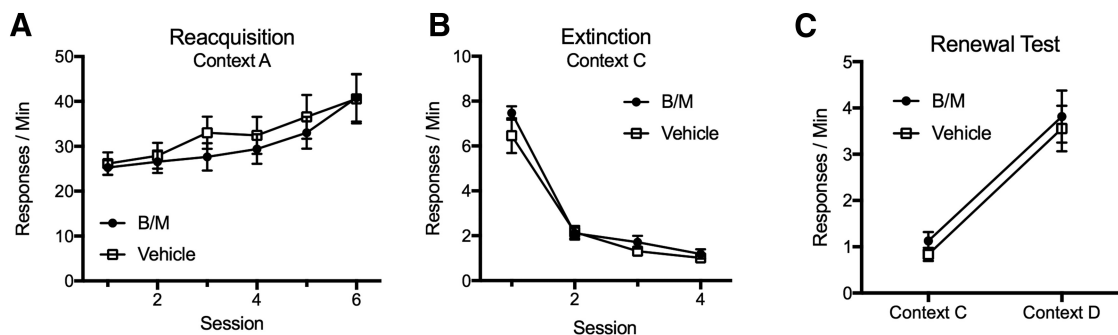 A
Reacquisition
Context A
Responses / Min
50
40
30
20
10
0
B/M
Vehicle
2
4
6
Session
B
Extinction
Context C
Responses / Min
10
8
6
4
2
0
B/M
Vehicle
2
4
Session
C
Renewal Test
Responses / Min
5
4
3
2
1
0
B/M
Vehicle
Context C
Context D